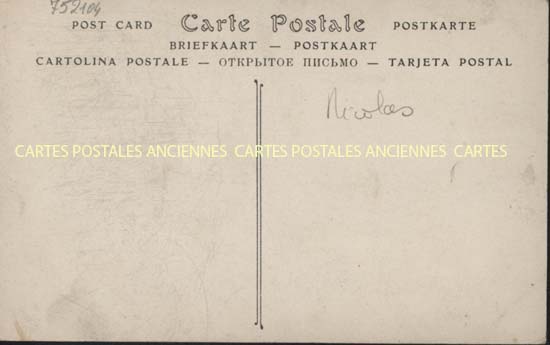 752104
POST CARD Carte Postale POSTKARTE
BRIEFKAART — POSTKAART
CARTOLINA POSTALE — ОТКРЫТОЕ ПИСЬМО — TARJETA POSTAL
Nicolas
CARTES POSTALES ANCIENNES CARTES POSTALES ANCIENNES CARTES